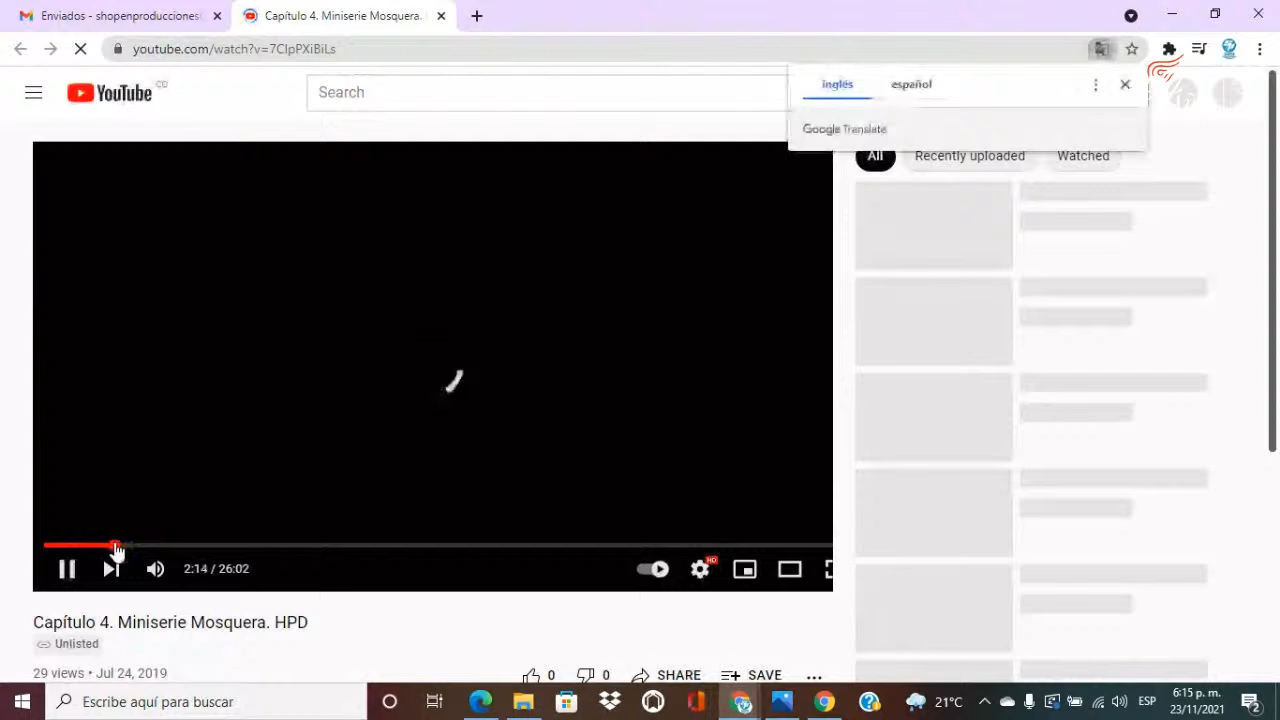 Enviados - shopenproducciones
Capítulo 4. Miniserie Mosquera.
youtube.com/watch?v=7ClpPXiBiLs
YouTube
CO
Search
inglés
español
Google Translate
All
Recently uploaded
Watched
2:14 / 26:02
HD
Capítulo 4. Miniserie Mosquera. HPD
Unlisted
29 views • Jul 24, 2019
0
0
SHARE
SAVE
Escribe aquí para buscar
21°C
ESP
6:15 p. m.
23/11/2021
2